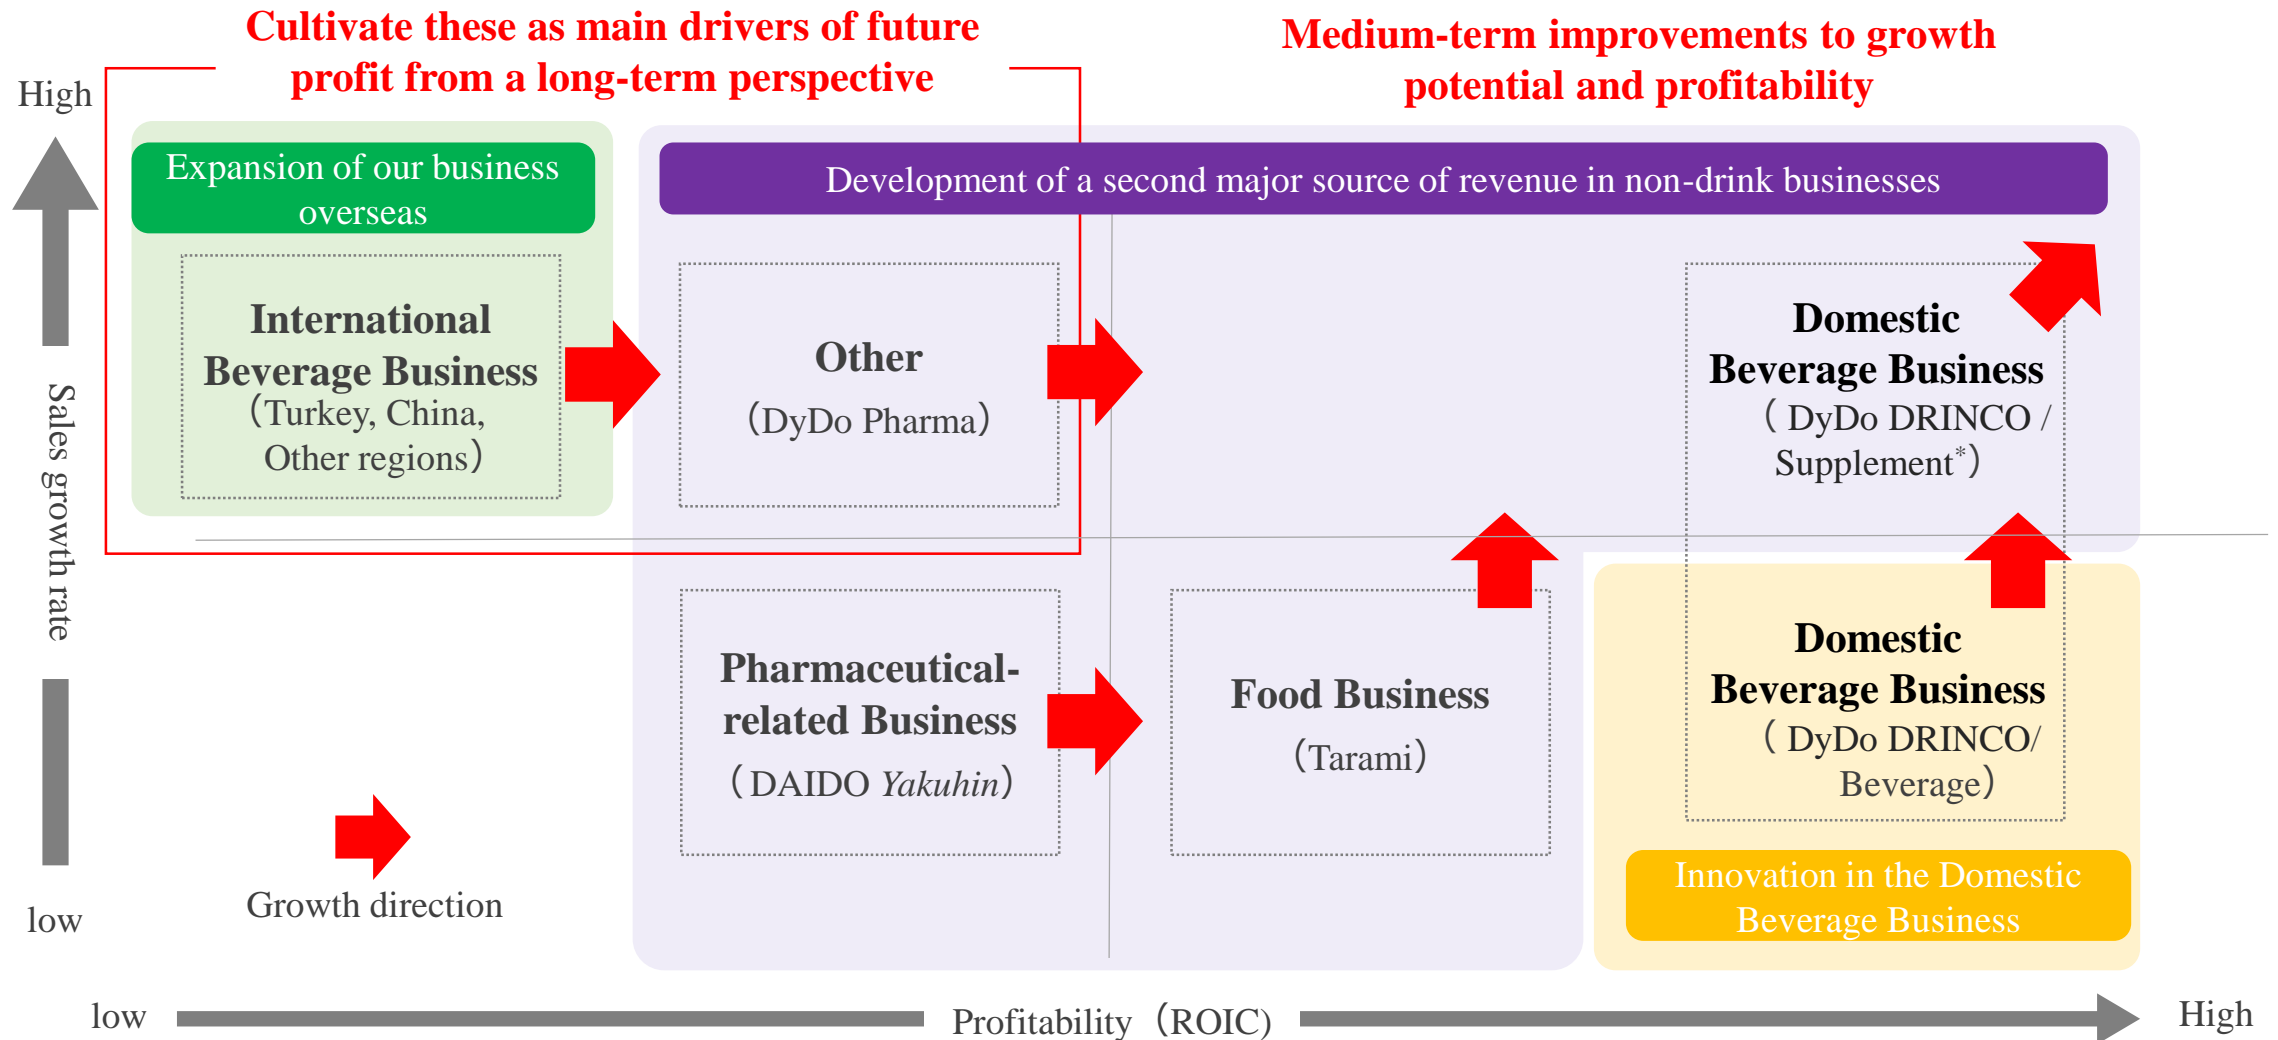 Cultivate these as main drivers of future
profit from a long-term perspective
Medium-term improvements to growth
potential and profitability
High
Expansion of our business
overseas
Development of a second major source of revenue in non-drink businesses
International
Beverage Business
（Turkey, China,
Other regions）
Other
（DyDo Pharma）
Domestic
Beverage Business
（ DyDo DRINCO /
Supplement*）
Sales growth rate
Pharmaceutical-
related Business
（ DAIDO Yakuhin）
Food Business
（Tarami）
Domestic
Beverage Business
（ DyDo DRINCO/
Beverage）
Growth direction
Innovation in the Domestic
Beverage Business
low
low
Profitability（ROIC)
High